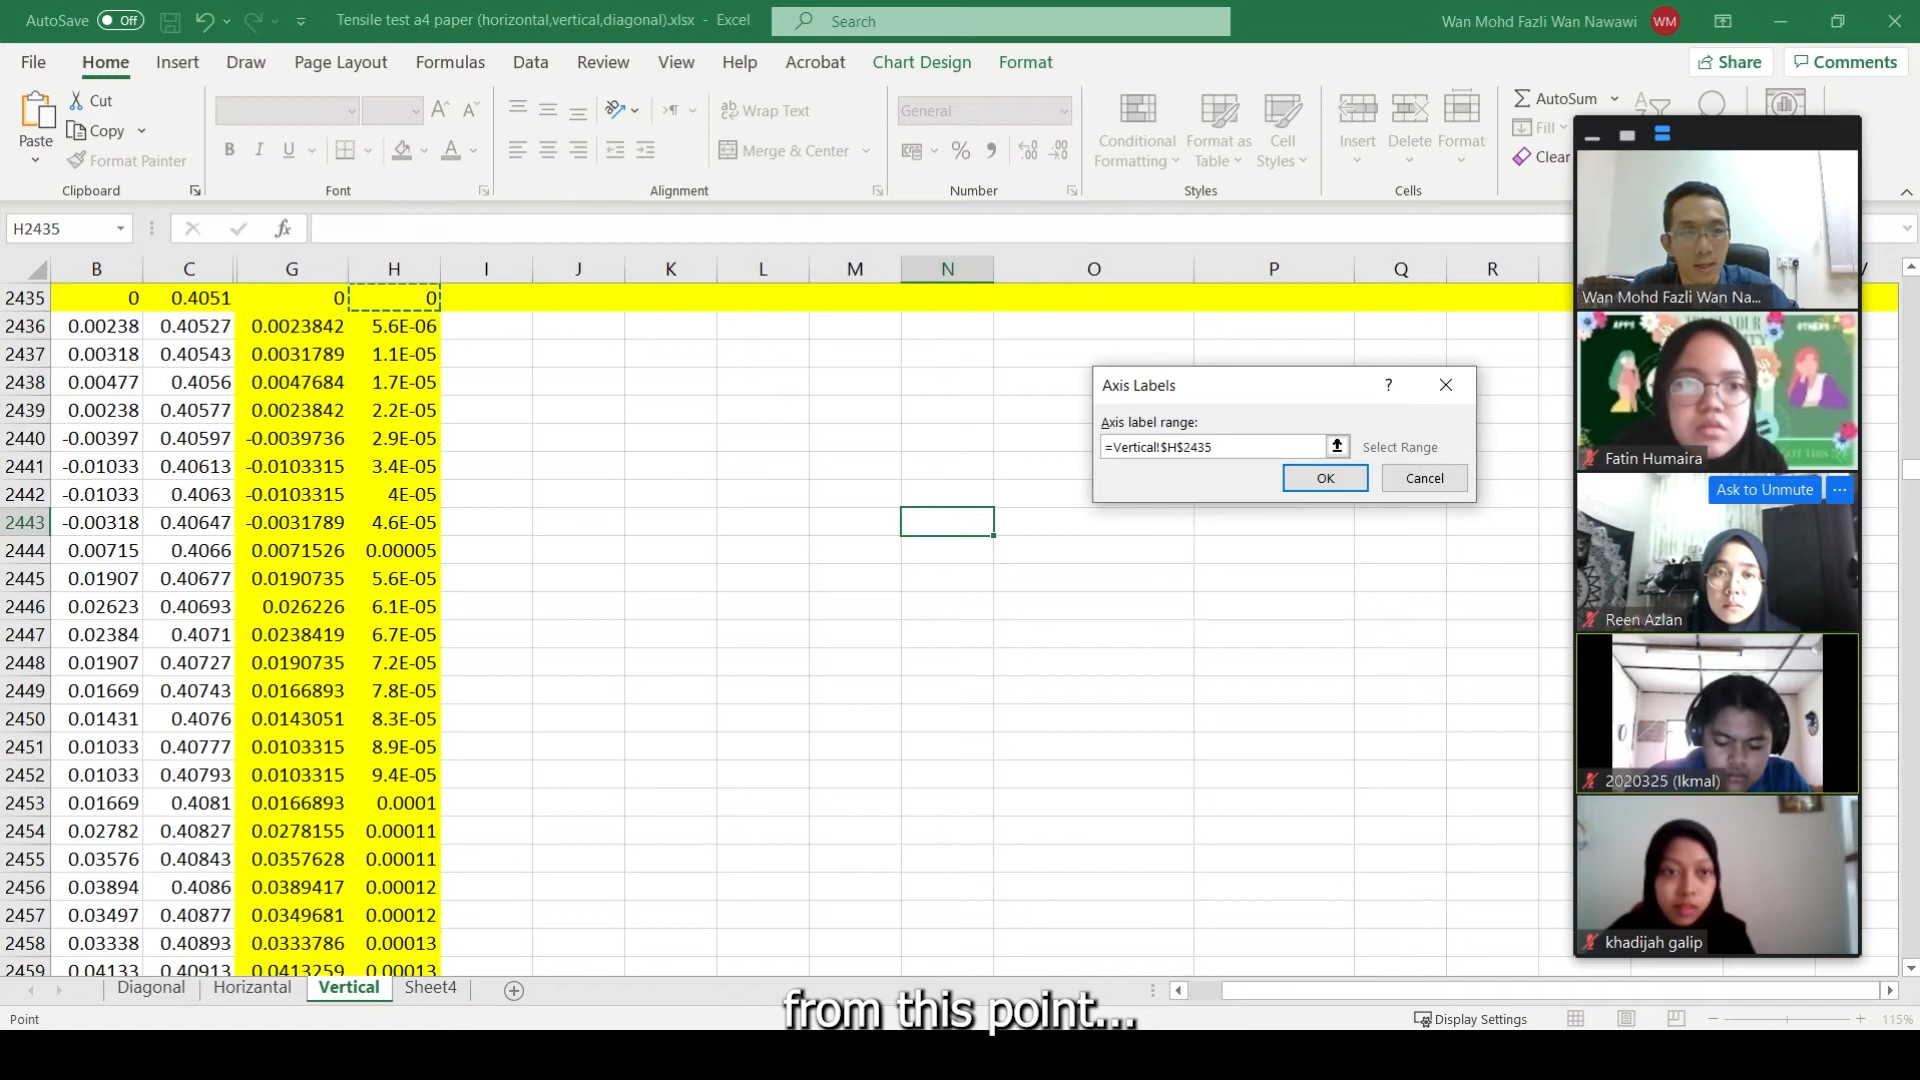 AutoSave Off Tensile test a4 paper (horizontal,vertical,diagonal).xlsx - Excel Search Wan Mohd Fazli Wan Nawawi WM
File Home Insert Draw Page Layout Formulas Data Review View Help Acrobat Chart Design Format Share Comments
Paste Cut Copy Format Painter
Wrap Text Merge & Center
General
Conditional Formatting Format as Table Cell Styles
Insert Delete Format
AutoSum Fill Clear
Clipboard Font Alignment Number Styles Cells
H2435 fx
B C G H I J K L M N O P Q R
2435 0 0.4051 0 0
2436 0.00238 0.40527 0.0023842 5.6E-06
2437 0.00318 0.40543 0.0031789 1.1E-05
2438 0.00477 0.4056 0.0047684 1.7E-05
2439 0.00238 0.40577 0.0023842 2.2E-05
2440 -0.00397 0.40597 -0.0039736 2.9E-05
2441 -0.01033 0.40613 -0.0103315 3.4E-05
2442 -0.01033 0.4063 -0.0103315 4E-05
2443 -0.00318 0.40647 -0.0031789 4.6E-05
2444 0.00715 0.4066 0.0071526 0.00005
2445 0.01907 0.40677 0.0190735 5.6E-05
2446 0.02623 0.40693 0.026226 6.1E-05
2447 0.02384 0.4071 0.0238419 6.7E-05
2448 0.01907 0.40727 0.0190735 7.2E-05
2449 0.01669 0.40743 0.0166893 7.8E-05
2450 0.01431 0.4076 0.0143051 8.3E-05
2451 0.01033 0.40777 0.0103315 8.9E-05
2452 0.01033 0.40793 0.0103315 9.4E-05
2453 0.01669 0.4081 0.0166893 0.0001
2454 0.02782 0.40827 0.0278155 0.00011
2455 0.03576 0.40843 0.0357628 0.00011
2456 0.03894 0.4086 0.0389417 0.00012
2457 0.03497 0.40877 0.0349681 0.00012
2458 0.03338 0.40893 0.0333786 0.00013
2459 0.04133 0.40913 0.0413259 0.00013
Axis Labels ?
Axis label range:
=Vertical!$H$2435 Select Range
OK Cancel
Wan Mohd Fazli Wan Na...
APPS OTHERS
Fatin Humaira
Ask to Unmute ...
Reen Azlan
2020325 (Ikmal)
khadijah galip
Diagonal Horizantal Vertical Sheet4
from this point...
Point Display Settings 115%